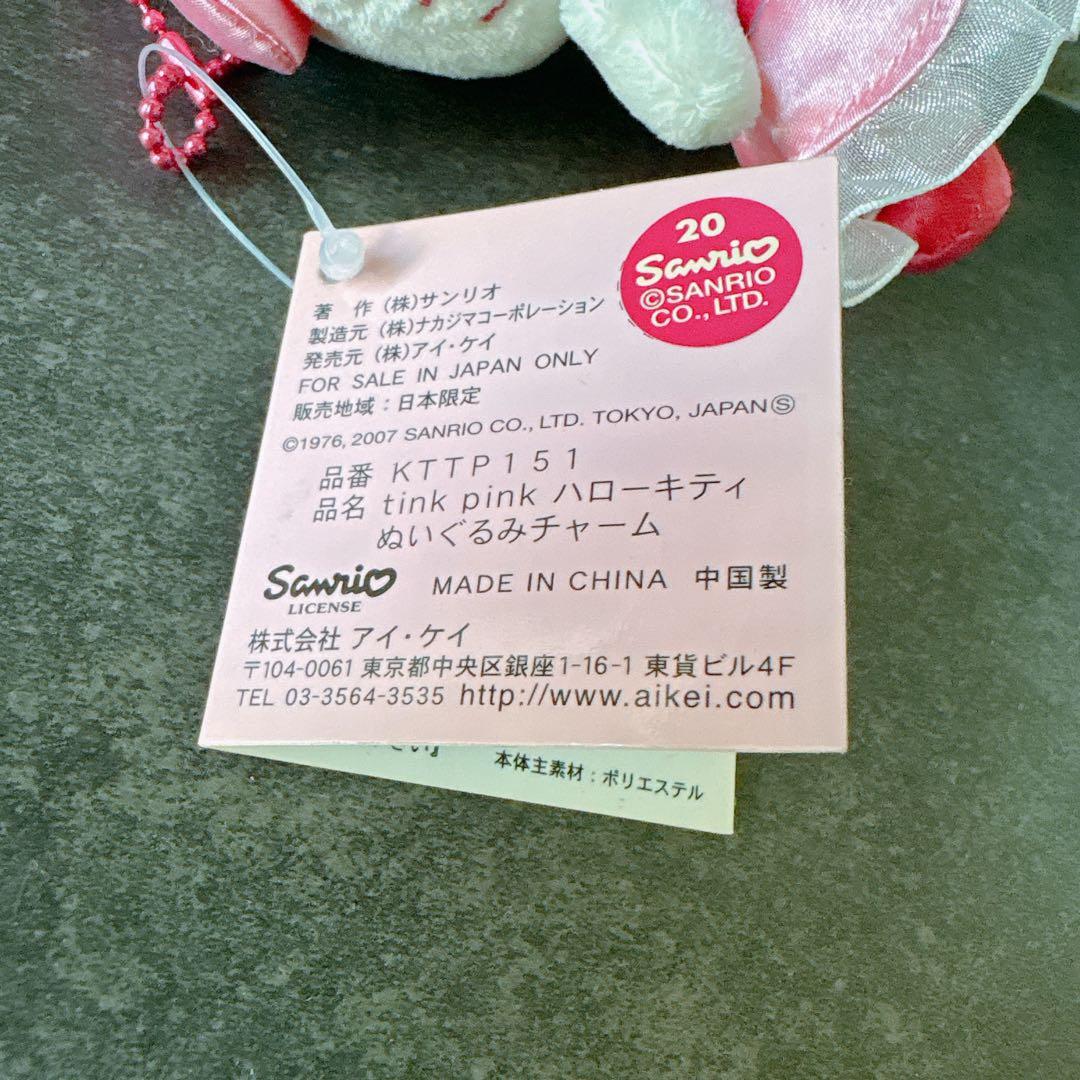 20
Sanrio
©SANRIO
CO., LTD.
著 作 (株)サンリオ
製造元 (株)ナカジマコーポレーション
発売元 (株)アイ・ケイ
FOR SALE IN JAPAN ONLY
販売地域:日本限定
©1976, 2007 SANRIO CO., LTD. TOKYO, JAPAN Ⓢ
品番 KTTP151
品名 tink pink ハローキティ
ぬいぐるみチャーム
Sanrio
LICENSE
MADE IN CHINA 中国製
株式会社 アイ・ケイ
〒104-0061 東京都中央区銀座1-16-1 東貨ビル4F
TEL 03-3564-3535 http://www.aikei.com
本体主素材:ポリエステル